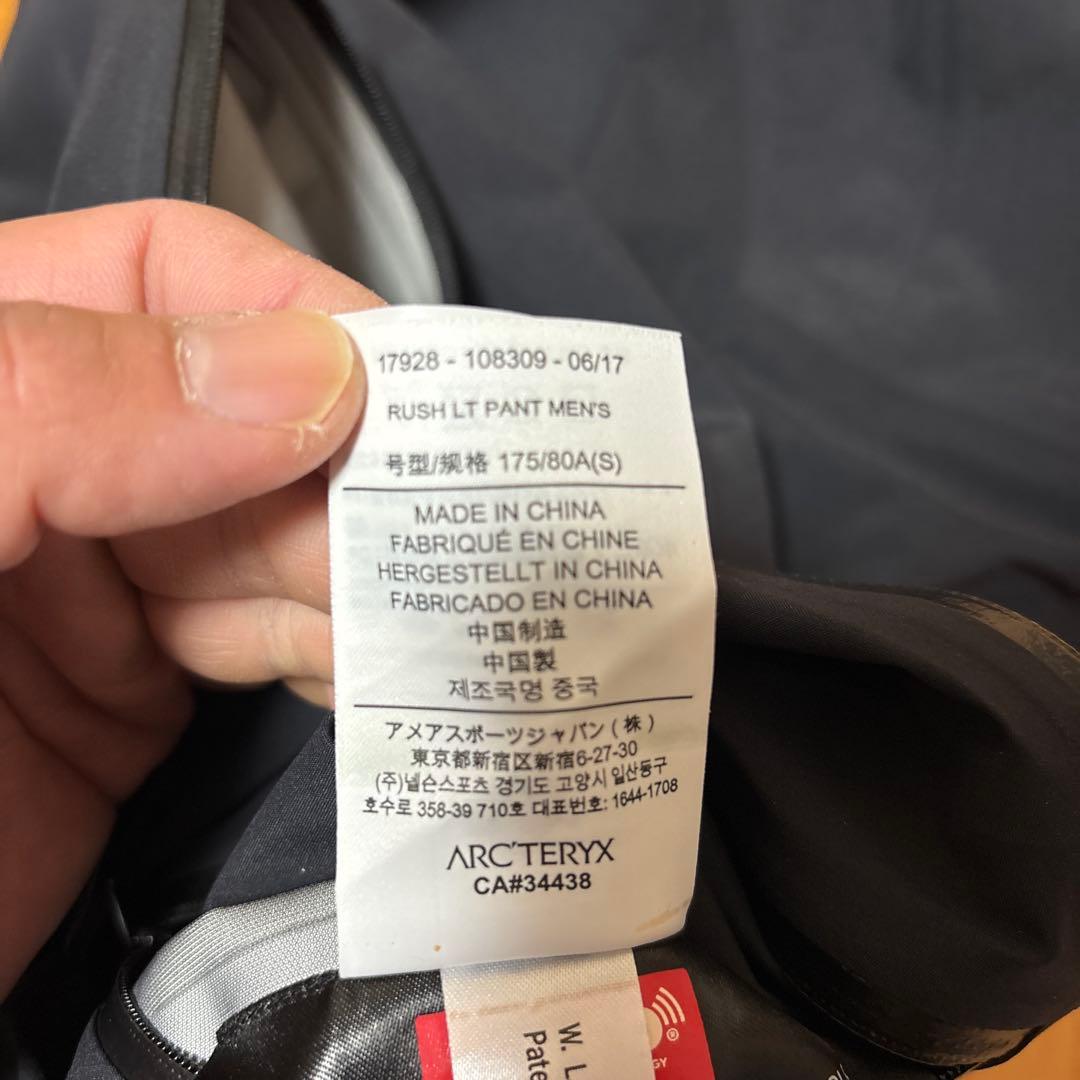 17928 - 108309 - 06/17
RUSH LT PANT MEN'S
号型/规格 175/80A(S)
MADE IN CHINA
FABRIQUÉ EN CHINE
HERGESTELLT IN CHINA
FABRICADO EN CHINA
中国制造
中国製
제조국명 중국
アメアスポーツジャパン(株)
東京都新宿区新宿6-27-30
(주)넬슨스포츠 경기도 고양시 일산동구
호수로 358-39 710호 대표번호: 1644-1708
ARC'TERYX
CA#34438
W. L.
Pate
®
GY